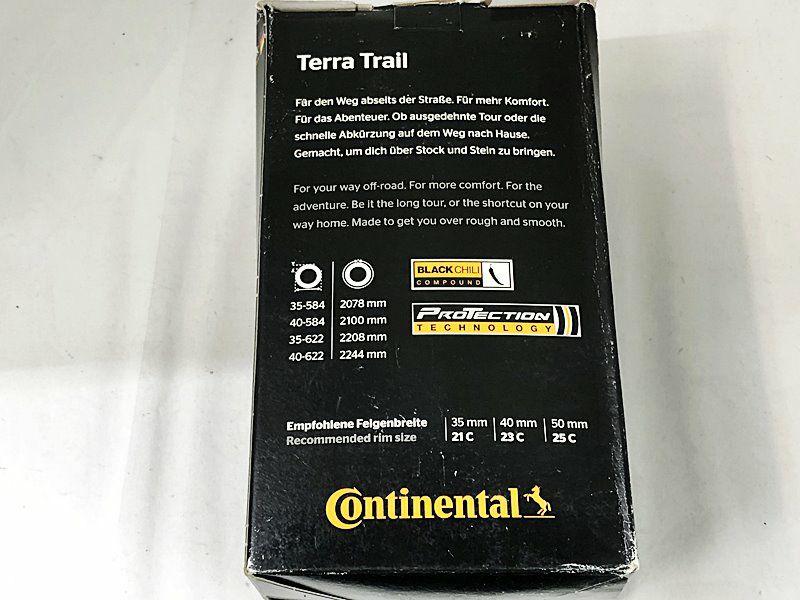 Terra Trail
Für den Weg abseits der Straße. Für mehr Komfort.
Für das Abenteuer. Ob ausgedehnte Tour oder die
schnelle Abkürzung auf dem Weg nach Hause.
Gemacht, um dich über Stock und Stein zu bringen.
For your way off-road. For more comfort. For the
adventure. Be it the long tour, or the shortcut on your
way home. Made to get you over rough and smooth.
35-584 2078 mm
40-584 2100 mm
35-622 2208 mm
40-622 2244 mm
BLACKCHILI
COMPOUND
PROTECTION
TECHNOLOGY
Empfohlene Felgenbreite 35 mm 40 mm 50 mm
Recommended rim size 21 C 23 C 25 C
Continental